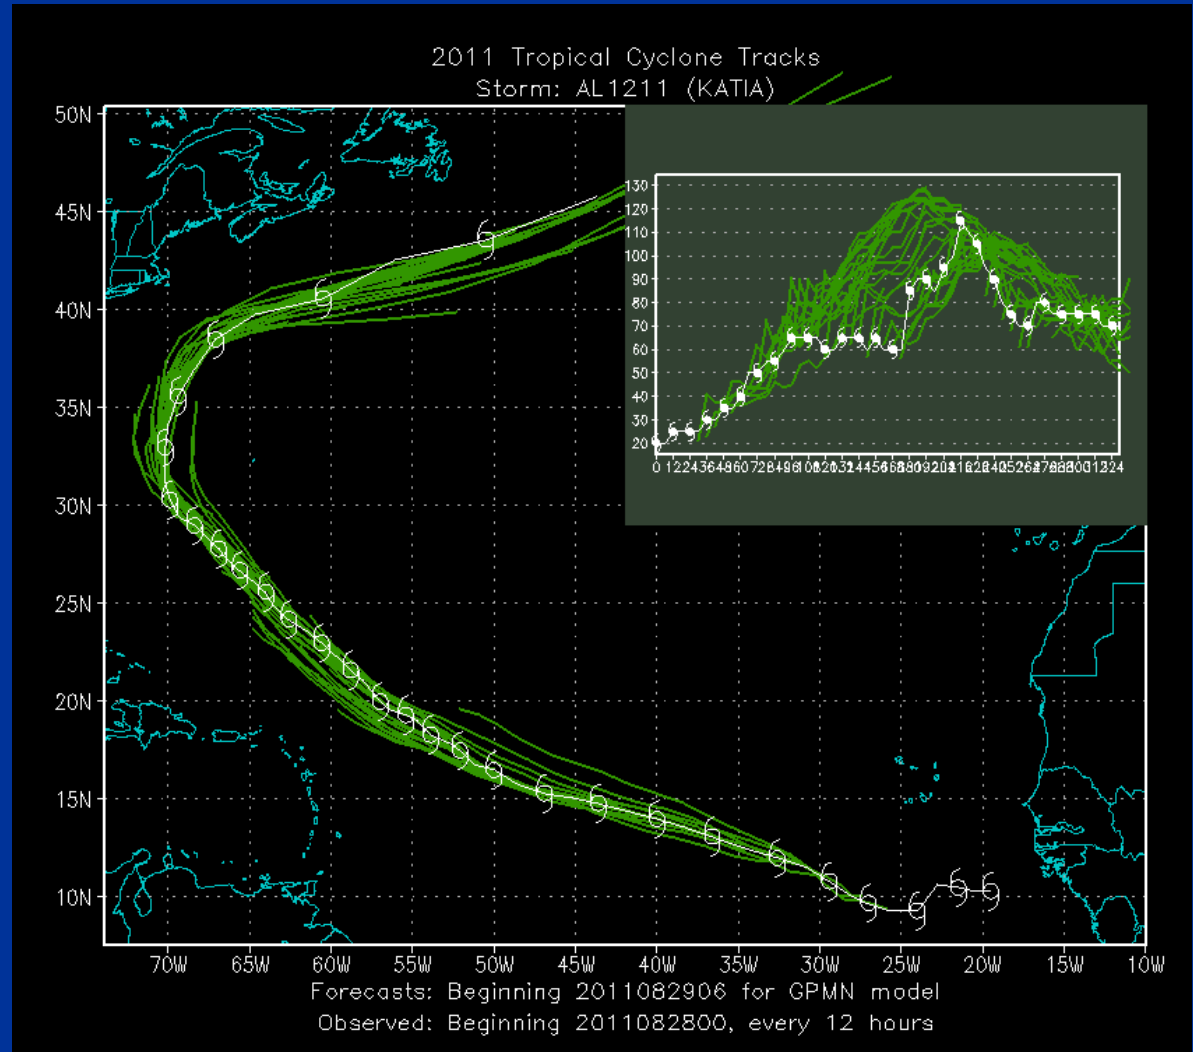 2011 Tropical Cyclone Tracks
Storm: AL1211 (KATIA)
50N
45N
40N
35N
30N
25N
20N
15N
10N
130
120
110
100
90
80
70
60
50
40
30
20
0
70W 65W 60W 55W 50W 45W 40W 35W 30W 25W 20W 15W 10W
Forecasts: Beginning 2011082906 for GPMN model
Observed: Beginning 2011082800, every 12 hours